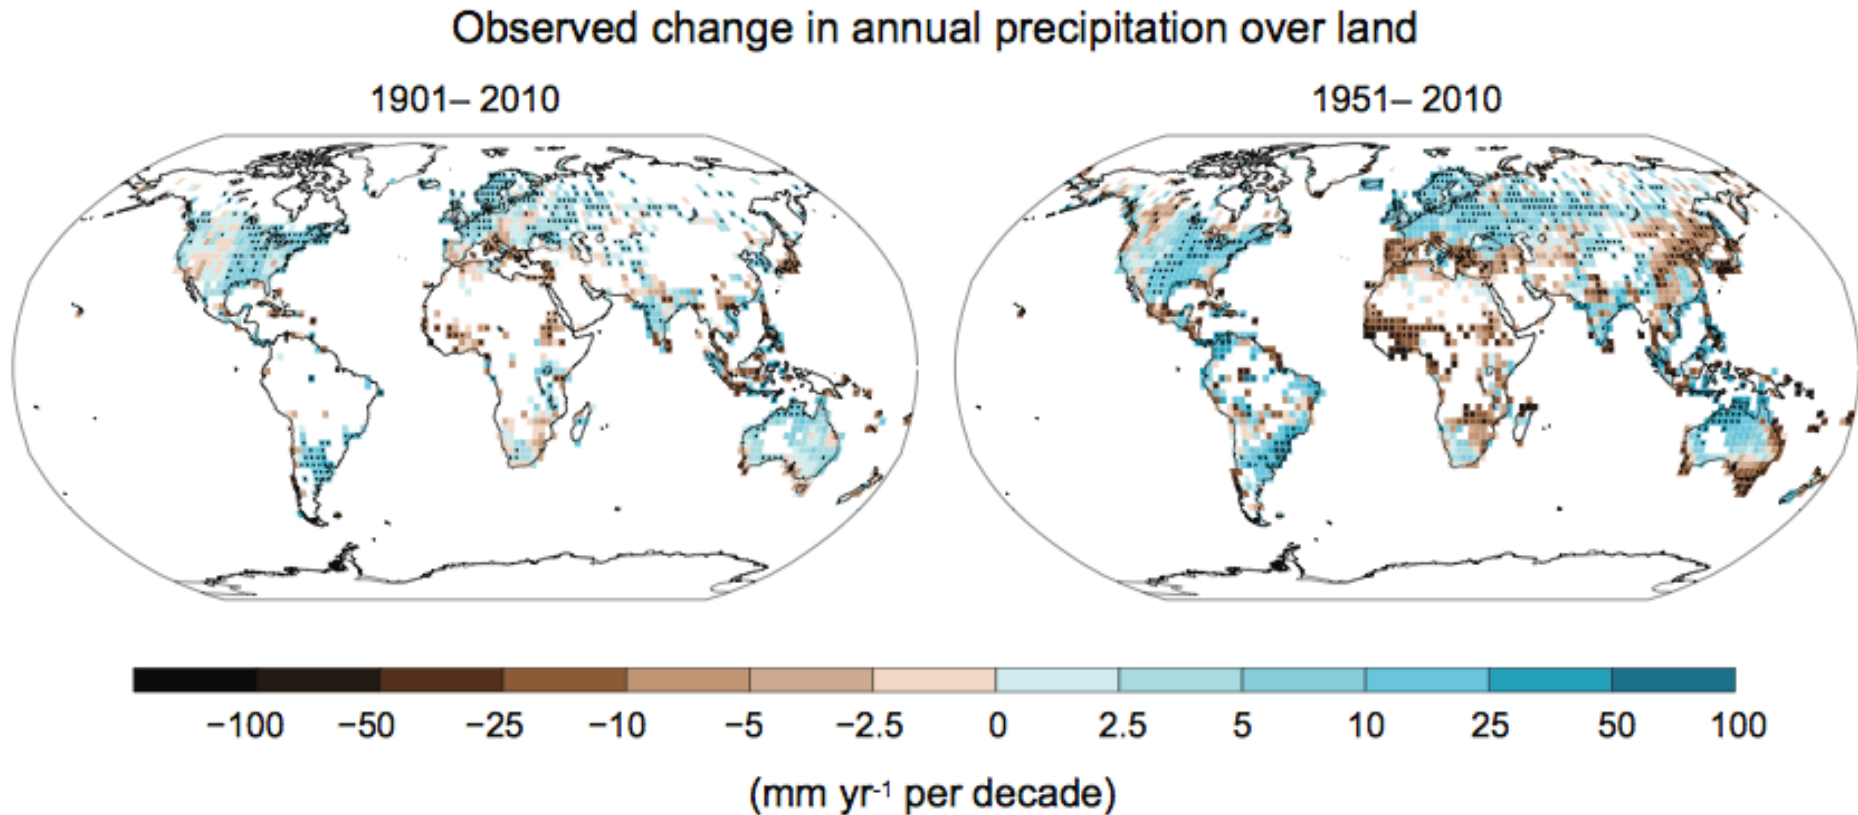 Observed change in annual precipitation over land
1901– 2010 1951– 2010
−100 −50 −25 −10 −5 −2.5 0 2.5 5 10 25 50 100
(mm yr-1 per decade)